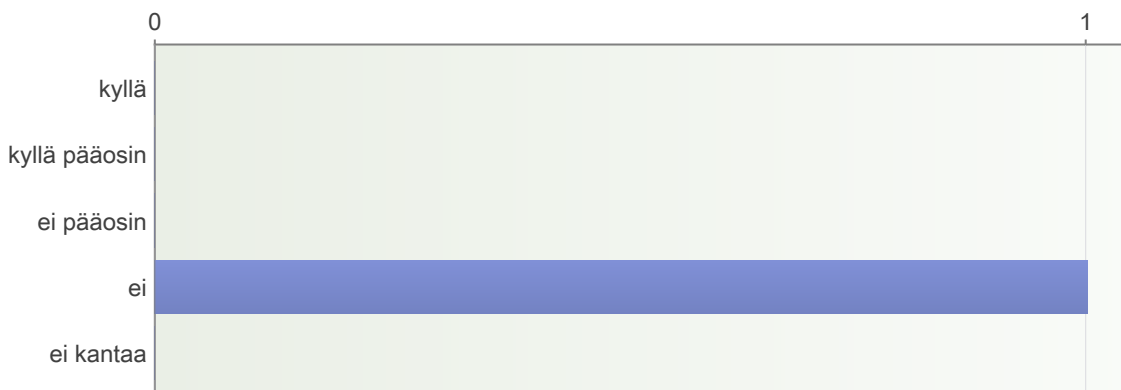 0 1
kyllä
kyllä pääosin
ei pääosin
ei
ei kantaa